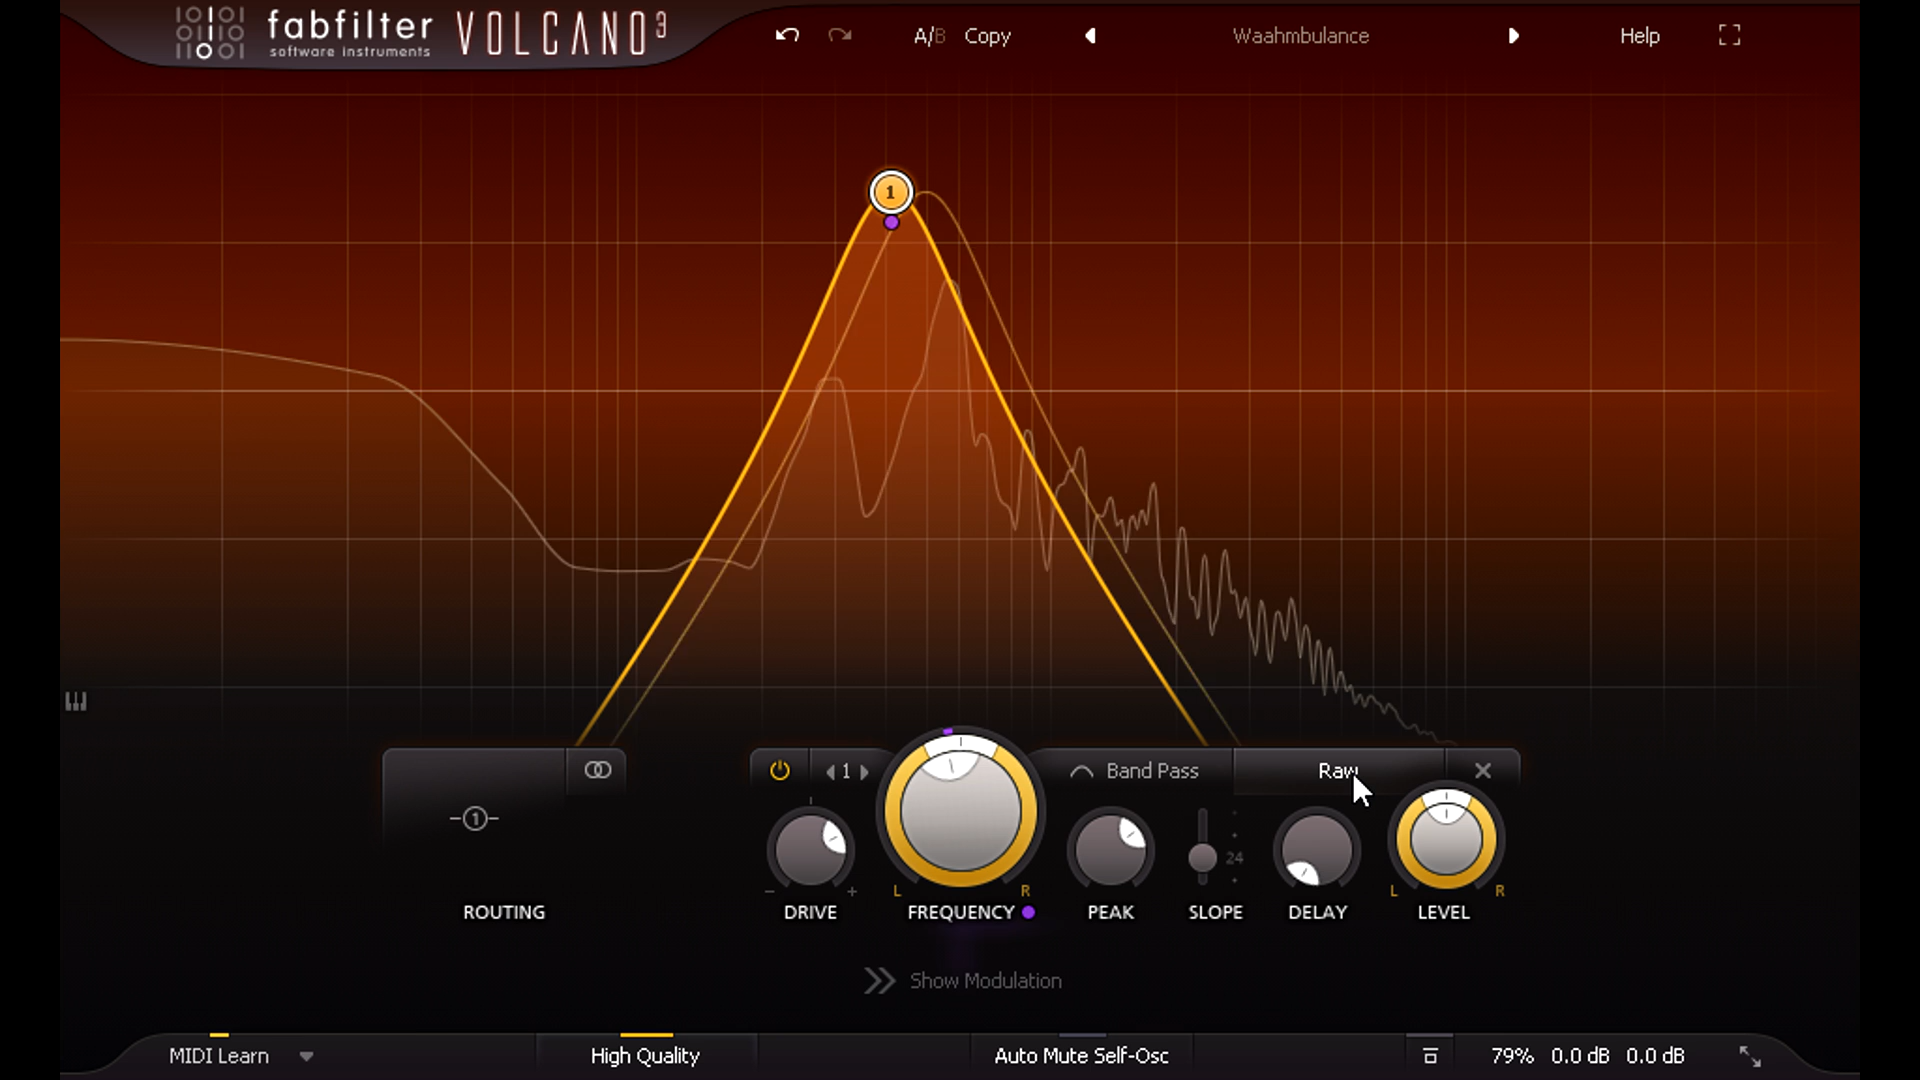 fabfilter
software instruments
VOLCANO3
A/B Copy
Waahmbulance
Help
1
1
Band Pass
Raw
1
24
L R
L R
- +
ROUTING
DRIVE
FREQUENCY
PEAK
SLOPE
DELAY
LEVEL
Show Modulation
MIDI Learn
High Quality
Auto Mute Self-Osc
79% 0.0 dB 0.0 dB